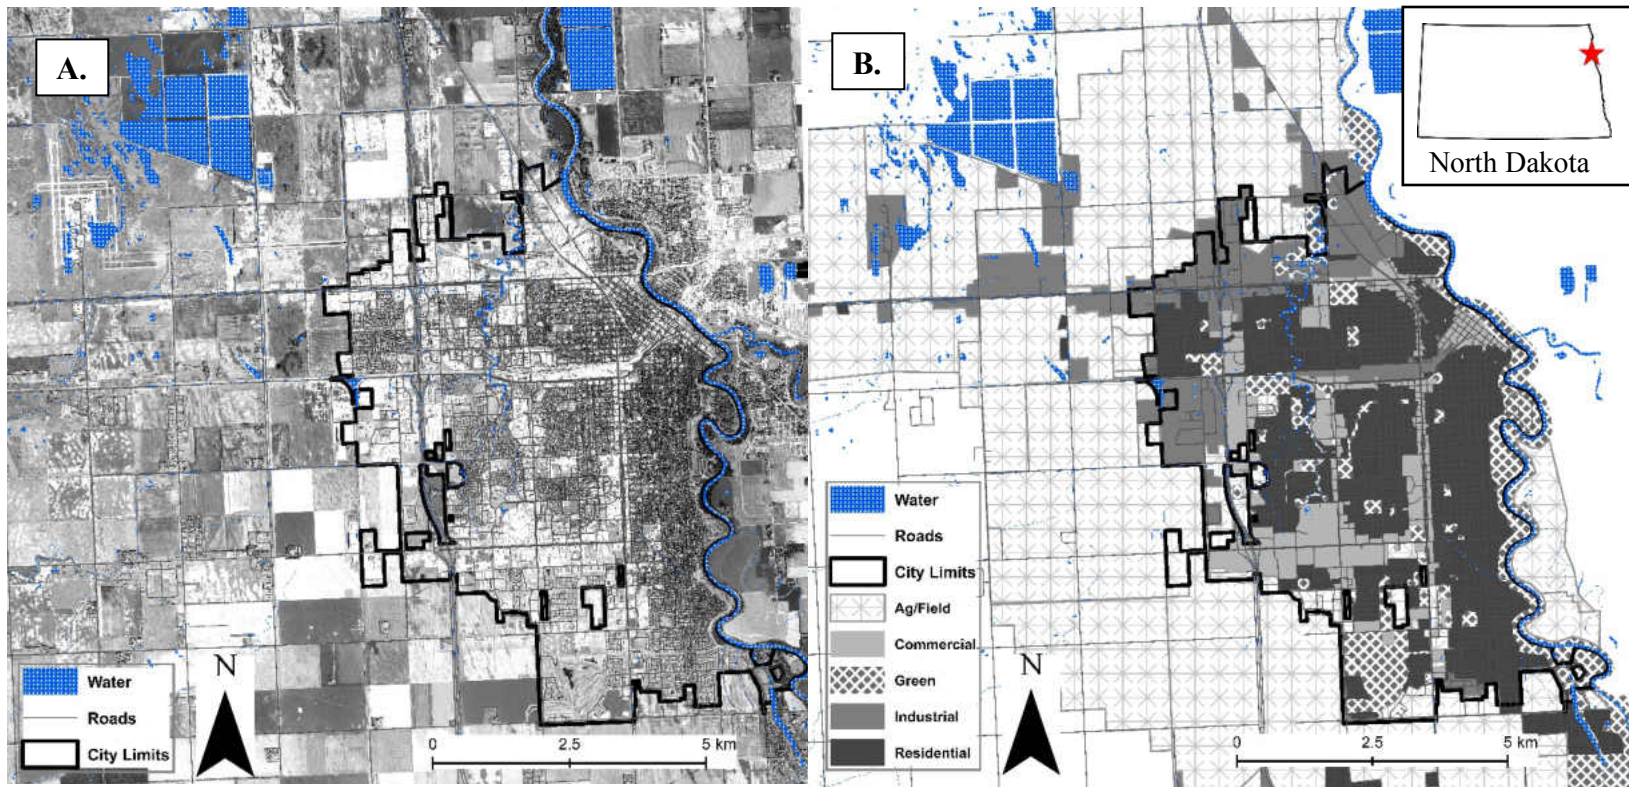 A.
N
Water
Roads
City Limits
0 2.5 5 km
B.
North Dakota
Water
Roads
City Limits
Ag/Field
Commercial
Green
Industrial
Residential
N
0 2.5 5 km